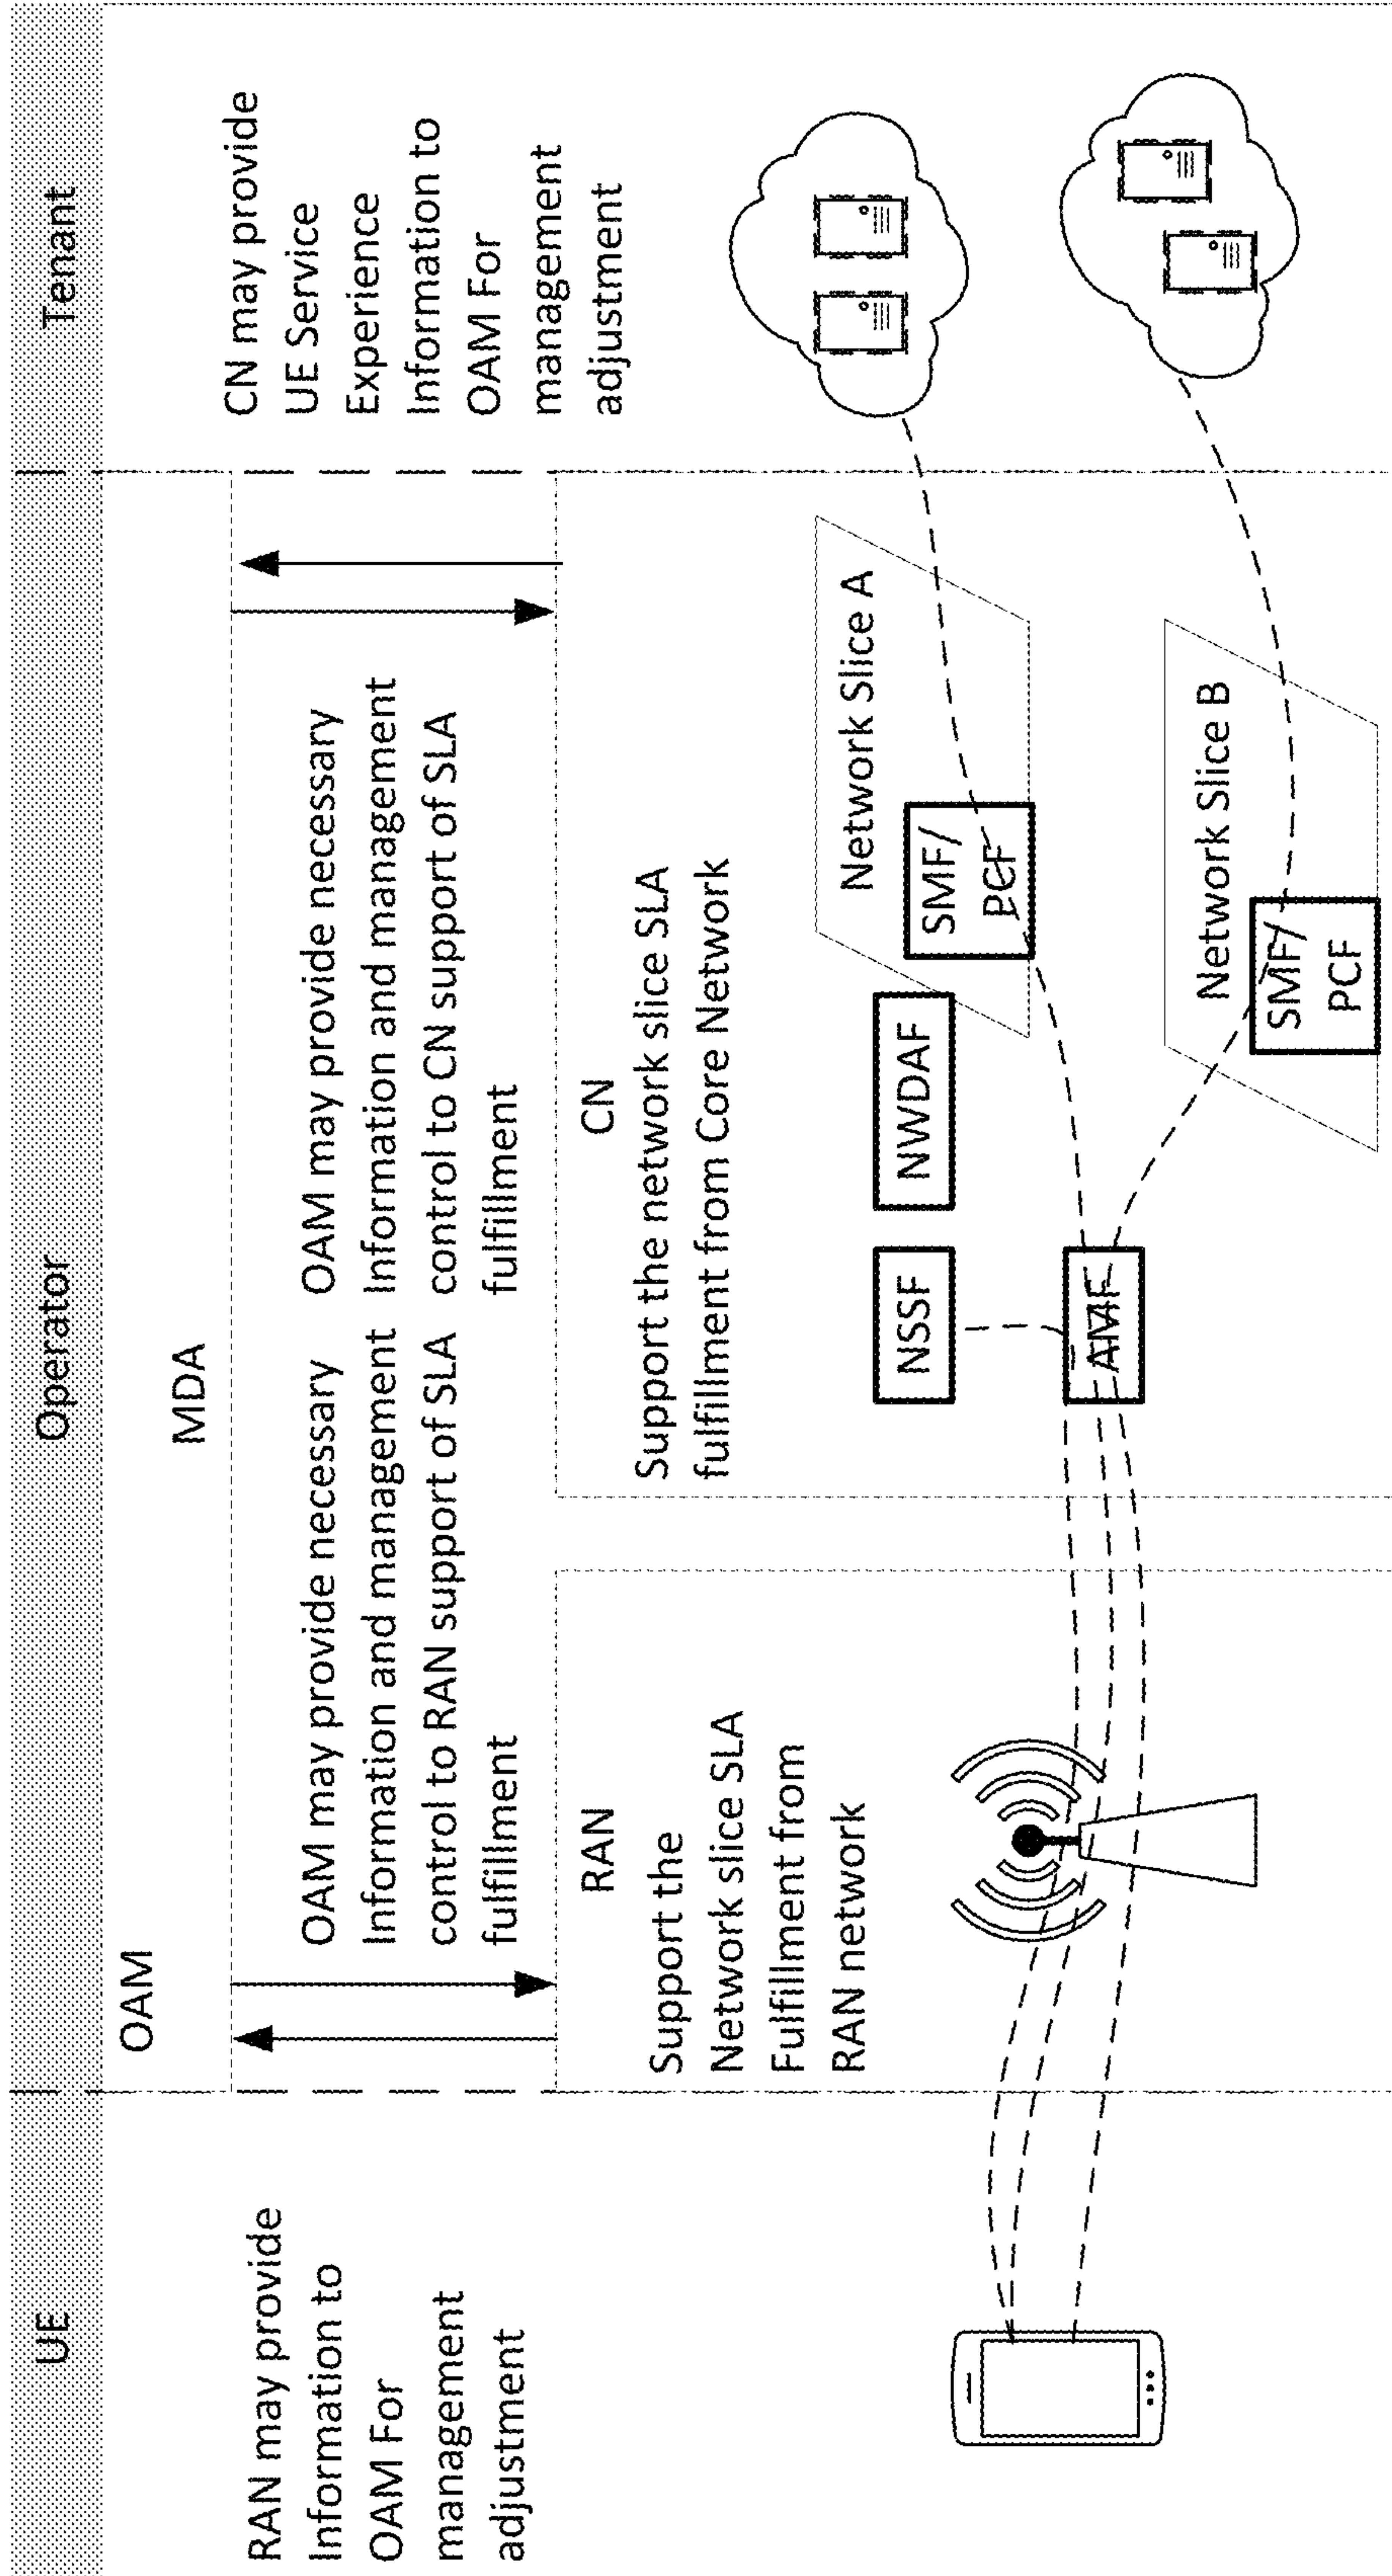 UE
Operator
Tenant
OAM
MDA
RAN may provide
Information to
OAM For
management
adjustment
OAM may provide necessary
Information and management
control to RAN support of SLA
fulfillment
OAM may provide necessary
Information and management
control to CN support of SLA
fulfillment
CN may provide
UE Service
Experience
Information to
OAM For
management
adjustment
RAN
Support the
Network slice SLA
Fulfillment from
RAN network
CN
Support the network slice SLA
fulfillment from Core Network
NSSF
NWDAF
AMF
Network Slice A
SMF/
PCF
Network Slice B
SMF/
PCF